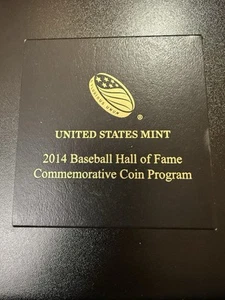 ®
UNITED STATES MINT
2014 Baseball Hall of Fame
Commemorative Coin Program